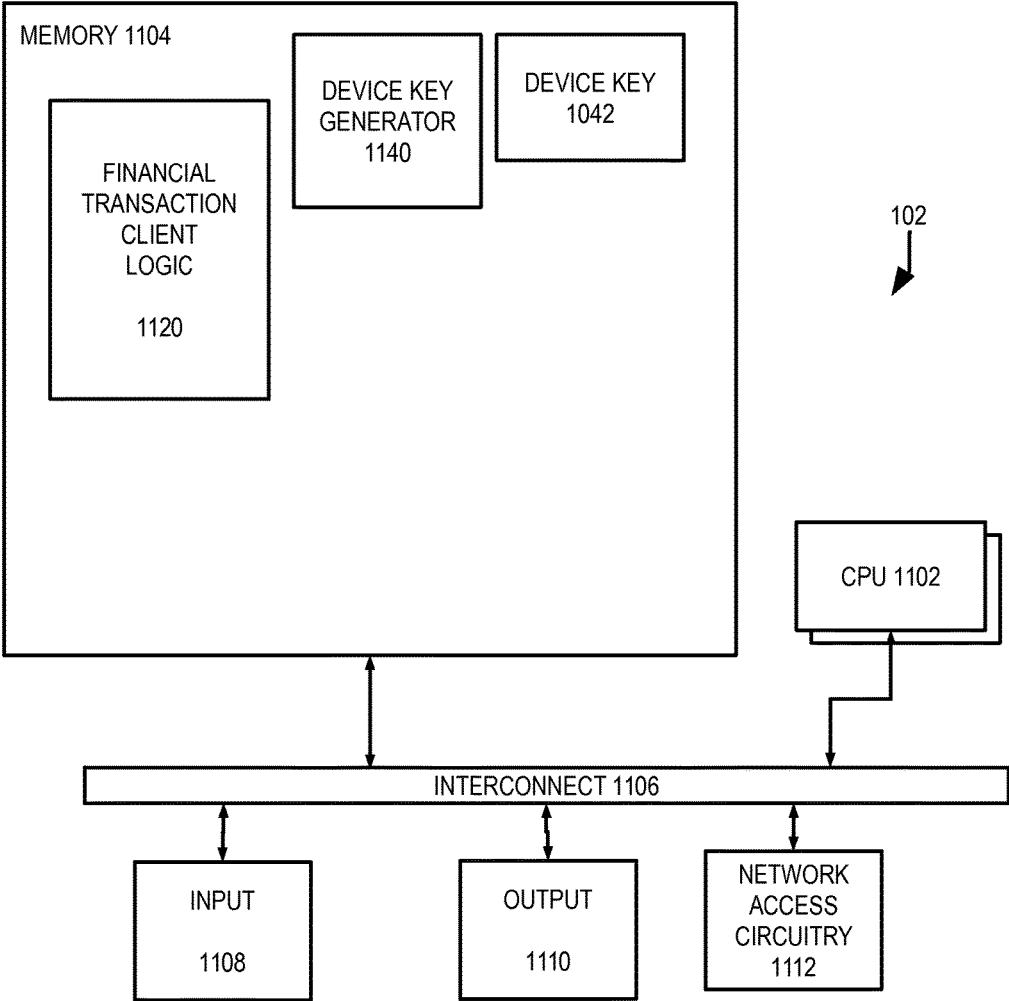 MEMORY 1104
DEVICE KEY
GENERATOR
1140
DEVICE KEY
1042
FINANCIAL
TRANSACTION
CLIENT
LOGIC
1120
102
CPU 1102
INTERCONNECT 1106
INPUT
1108
OUTPUT
1110
NETWORK
ACCESS
CIRCUITRY
1112